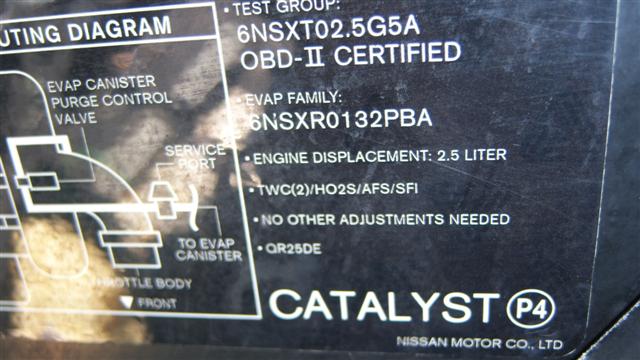 UTING DIAGRAM
EVAP CANISTER
PURGE CONTROL
VALVE
SERVICE
PORT
TO EVAP
CANISTER
THROTTLE BODY
▼ FRONT
• TEST GROUP:
6NSXT02.5G5A
OBD-II CERTIFIED
• EVAP FAMILY:
6NSXR0132PBA
• ENGINE DISPLACEMENT: 2.5 LITER
• TWC(2)/HO2S/AFS/SFI
• NO OTHER ADJUSTMENTS NEEDED
• QR25DE
CATALYST P4
NISSAN MOTOR CO., LTD